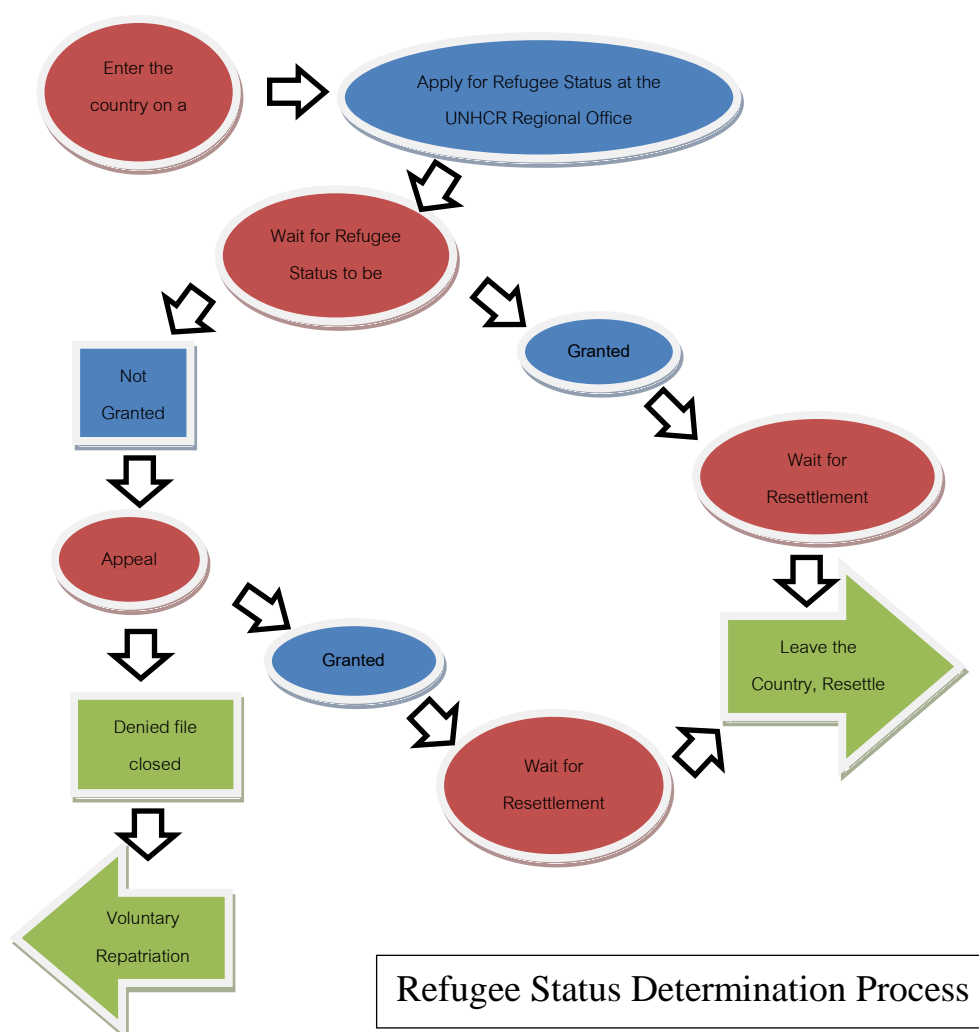 Enter the
country on a
Apply for Refugee Status at the
UNHCR Regional Office
Wait for Refugee
Status to be
Granted
Not
Granted
Wait for
Resettlement
Appeal
Leave the
Country, Resettle
Granted
Denied file
closed
Wait for
Resettlement
Voluntary
Repatriation
Refugee Status Determination Process